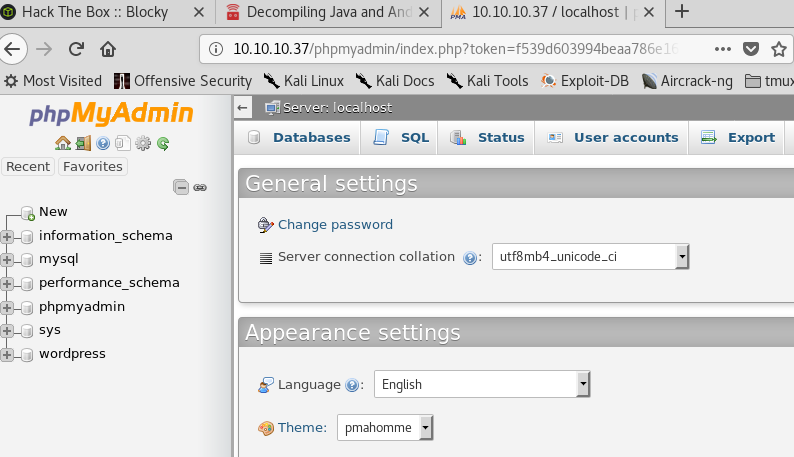 Hack The Box :: Blocky
Decompiling Java and And
10.10.10.37 / localhost | p
10.10.10.37/phpmyadmin/index.php?token=f539d603994beaa786e16
Most Visited Offensive Security Kali Linux Kali Docs Kali Tools Exploit-DB Aircrack-ng tmux
phpMyAdmin
Recent Favorites
New
information_schema
mysql
performance_schema
phpmyadmin
sys
wordpress
Server: localhost
Databases SQL Status User accounts Export
General settings
Change password
Server connection collation : utf8mb4_unicode_ci
Appearance settings
Language : English
Theme: pmahomme